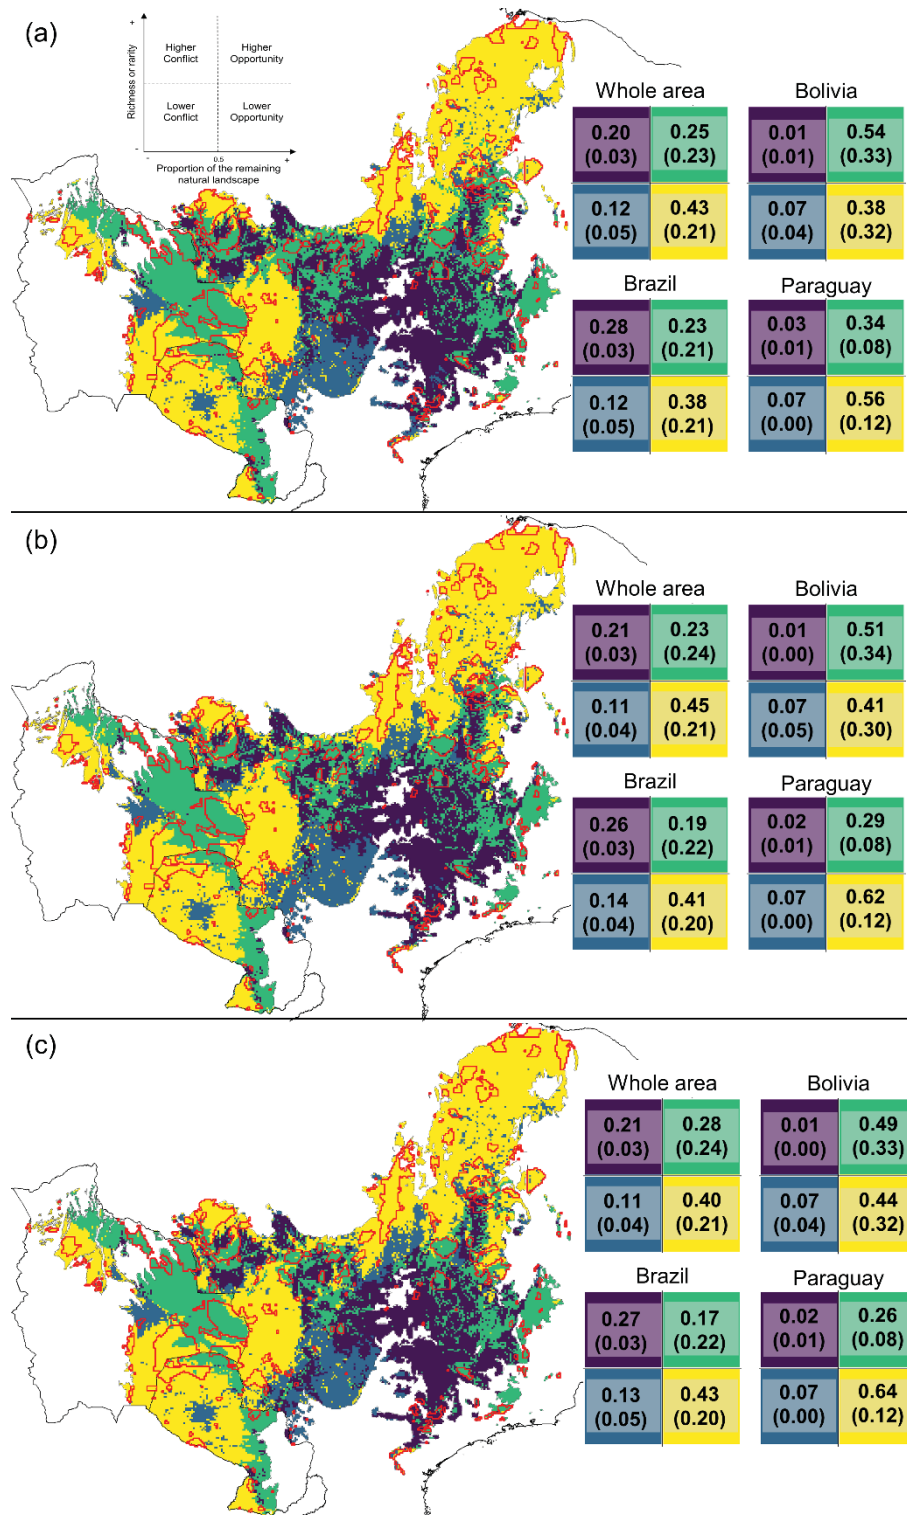 (a)
+
Richness or rarity
-
Higher Conflict
Higher Opportunity
Lower Conflict
Lower Opportunity
- 0.5 +
Proportion of the remaining
natural landscape
Whole area
0.20 0.25
(0.03) (0.23)
0.12 0.43
(0.05) (0.21)
Bolivia
0.01 0.54
(0.01) (0.33)
0.07 0.38
(0.04) (0.32)
Brazil
0.28 0.23
(0.03) (0.21)
0.12 0.38
(0.05) (0.21)
Paraguay
0.03 0.34
(0.01) (0.08)
0.07 0.56
(0.00) (0.12)
(b)
Whole area
0.21 0.23
(0.03) (0.24)
0.11 0.45
(0.04) (0.21)
Bolivia
0.01 0.51
(0.00) (0.34)
0.07 0.41
(0.05) (0.30)
Brazil
0.26 0.19
(0.03) (0.22)
0.14 0.41
(0.04) (0.20)
Paraguay
0.02 0.29
(0.01) (0.08)
0.07 0.62
(0.00) (0.12)
(c)
Whole area
0.21 0.28
(0.03) (0.24)
0.11 0.40
(0.04) (0.21)
Bolivia
0.01 0.49
(0.00) (0.33)
0.07 0.44
(0.04) (0.32)
Brazil
0.27 0.17
(0.03) (0.22)
0.13 0.43
(0.05) (0.20)
Paraguay
0.02 0.26
(0.01) (0.08)
0.07 0.64
(0.00) (0.12)